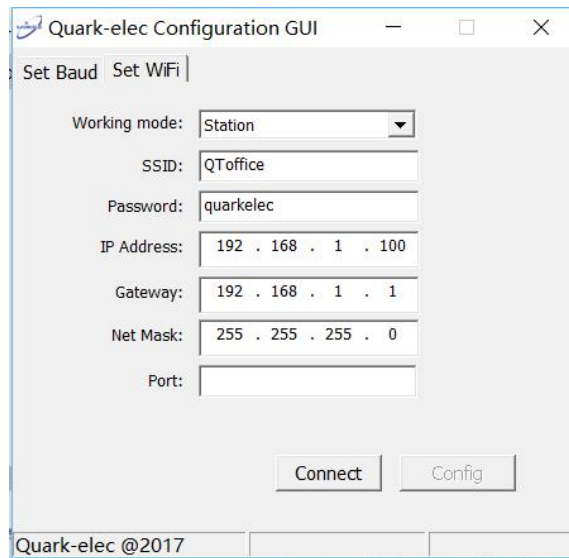 Quark-elec Configuration GUI
Set Baud Set WiFi
Working mode: Station
SSID: QToffice
Password: quarkelec
IP Address: 192 . 168 . 1 . 100
Gateway: 192 . 168 . 1 . 1
Net Mask: 255 . 255 . 255 . 0
Port:
Connect Config
Quark-elec @2017